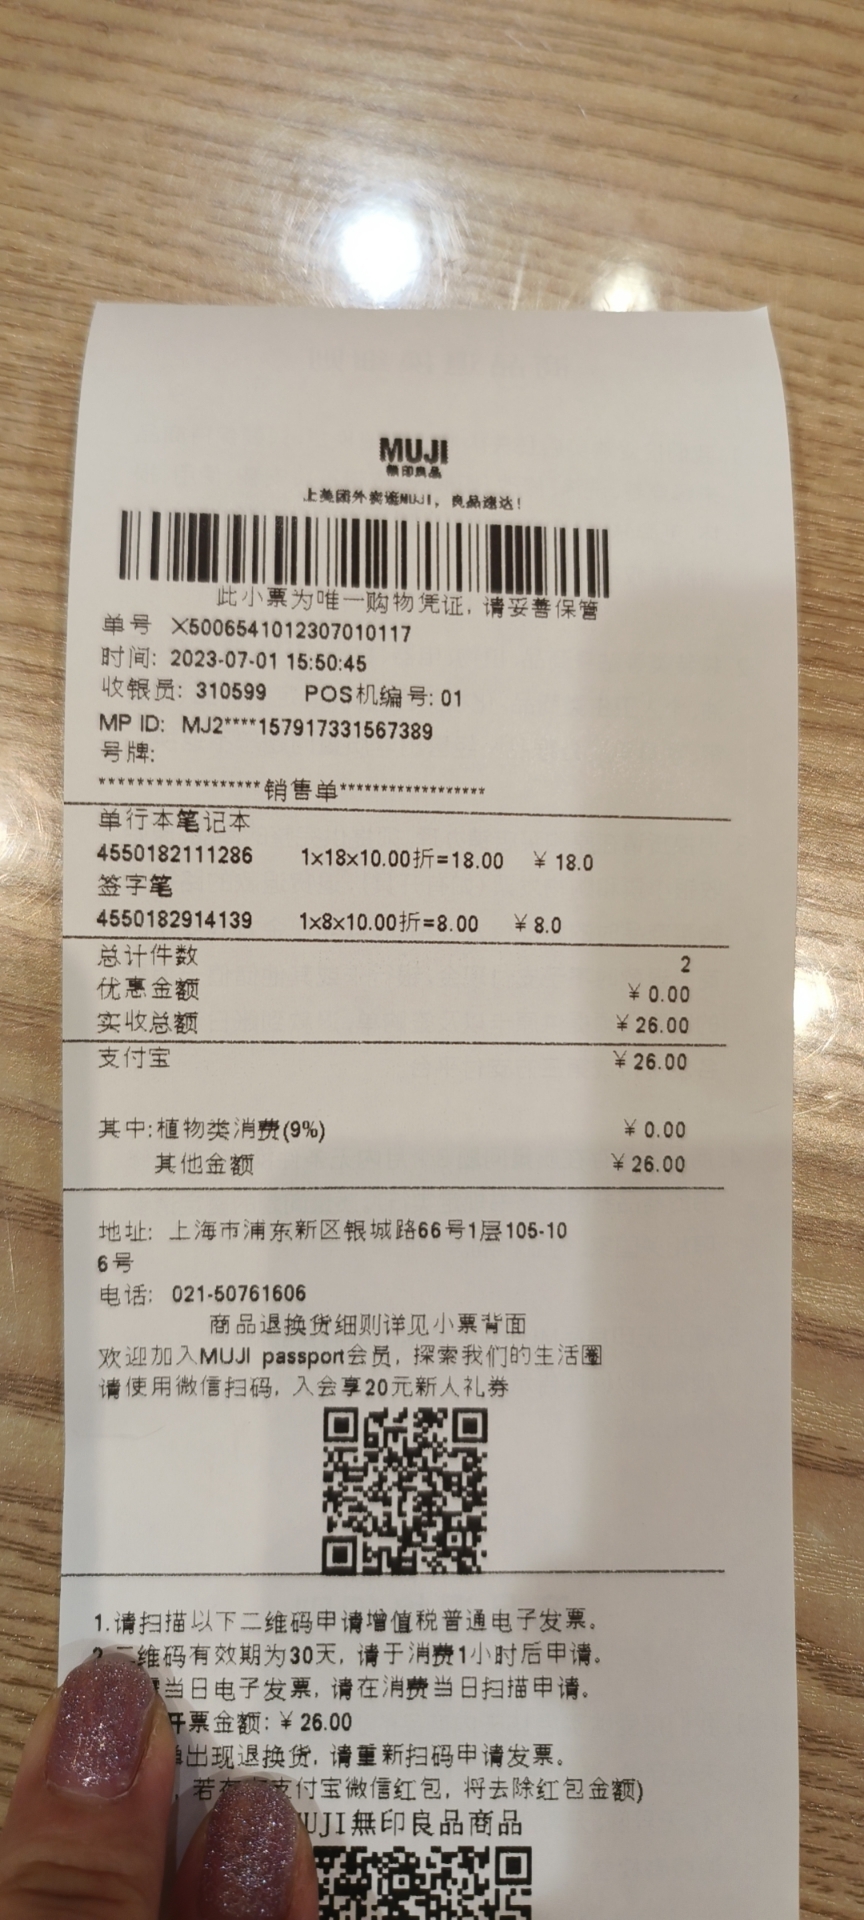 MUJI
無印良品
上美团外卖逛MUJI，良品速达！
此小票为唯一购物凭证，请妥善保管
单号 X5006541012307010117
时间: 2023-07-01 15:50:45
收银员: 310599 POS机编号: 01
MP ID: MJ2****157917331567389
号牌:
******************销售单******************
单行本笔记本
4550182111286 1x18x10.00折=18.00 ¥ 18.0
签字笔
4550182914139 1x8x10.00折=8.00 ¥ 8.0
总计件数 2
优惠金额 ¥ 0.00
实收总额 ¥ 26.00
支付宝 ¥ 26.00
其中:植物类消费(9%) ¥ 0.00
其他金额 ¥ 26.00
地址: 上海市浦东新区银城路66号1层105-10
6号
电话: 021-50761606
商品退换货细则详见小票背面
欢迎加入MUJI passport会员，探索我们的生活圈
请使用微信扫码，入会享20元新人礼券
1.请扫描以下二维码申请增值税普通电子发票。
2.二维码有效期为30天，请于消费1小时后申请。
当日电子发票，请在消费当日扫描申请。
开票金额: ¥ 26.00
出现退换货，请重新扫码申请发票。
若 支付宝微信红包，将去除红包金额)
MUJI無印良品商品